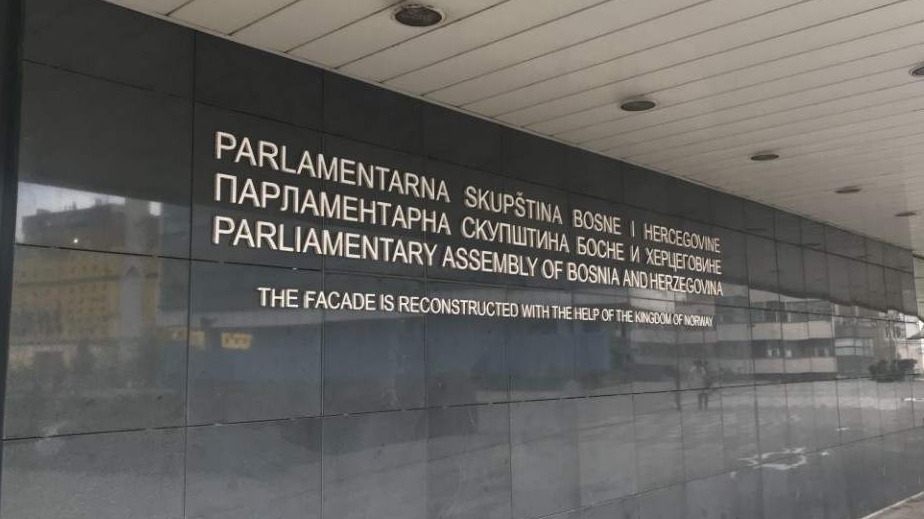 PARLAMENTARNA SKUPŠTINA BOSNE I HERCEGOVINE
ПАРЛАМЕНТАРНА СКУПШТИНА БОСНЕ И ХЕРЦЕГОВИНЕ
PARLIAMENTARY ASSEMBLY OF BOSNIA AND HERZEGOVINA
THE FACADE IS RECONSTRUCTED WITH THE HELP OF THE KINGDOM OF NORWAY